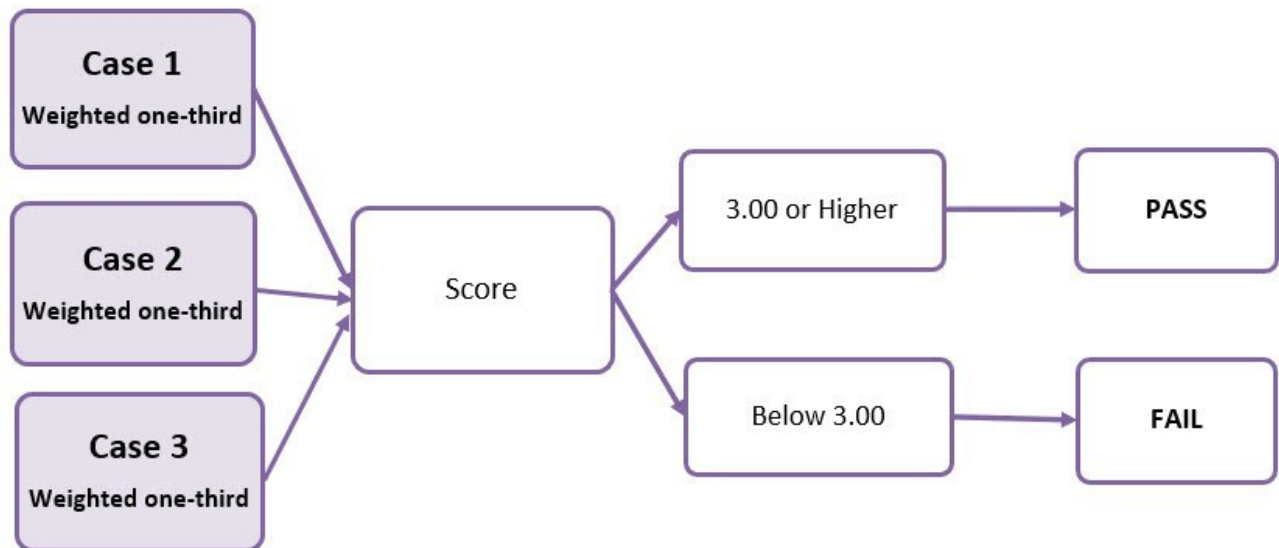 Case 1
Weighted one-third
Case 2
Weighted one-third
Case 3
Weighted one-third
Score
3.00 or Higher
PASS
Below 3.00
FAIL